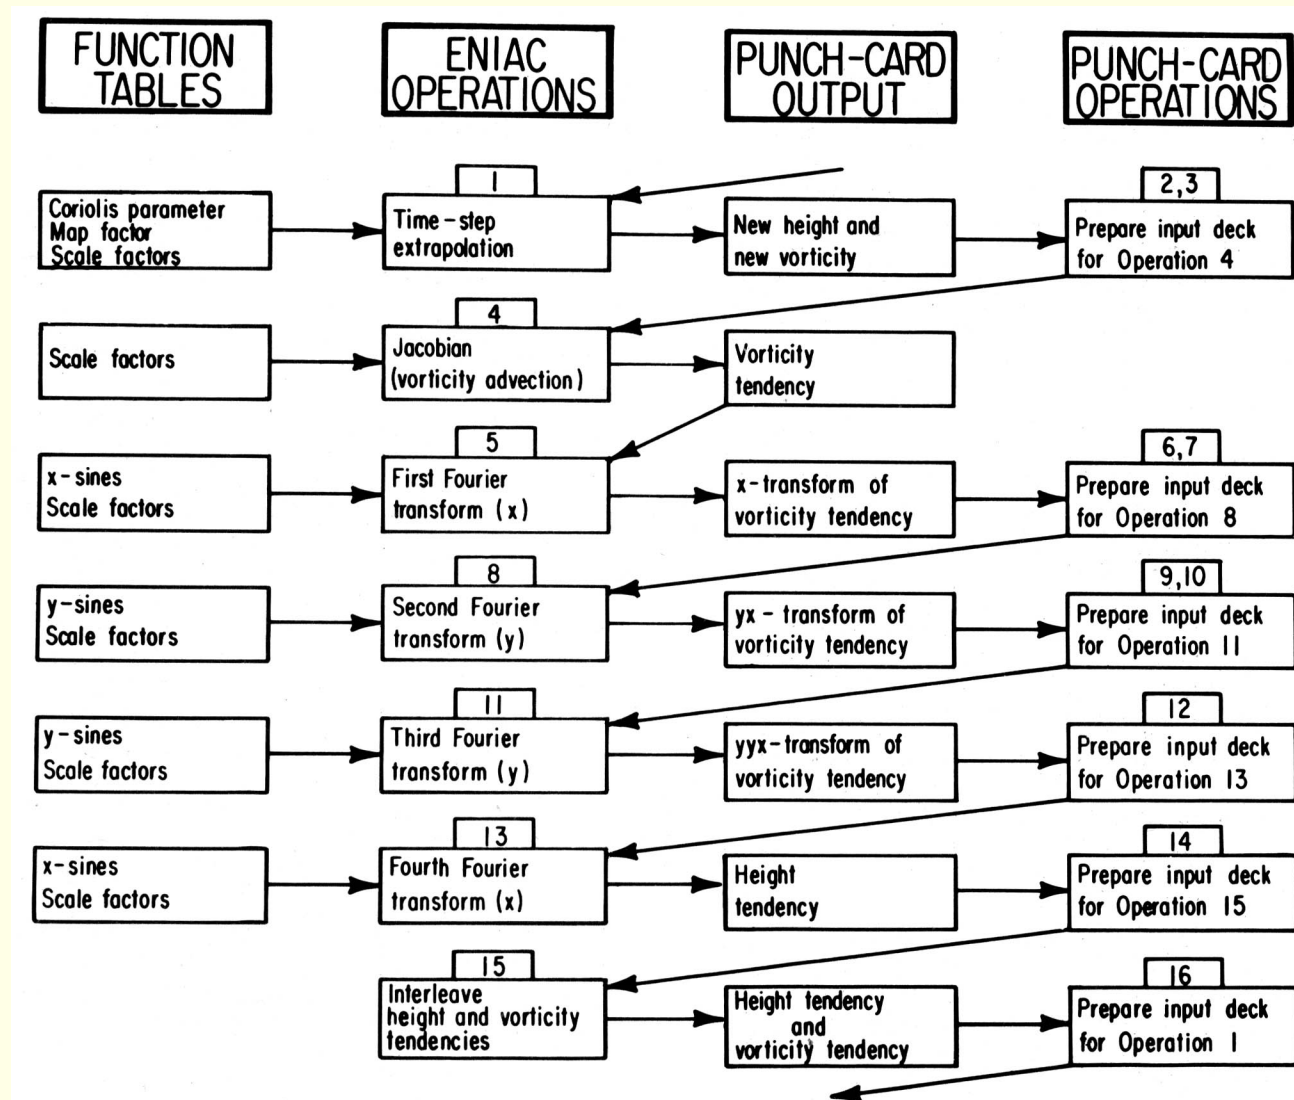 FUNCTION
TABLES
ENIAC
OPERATIONS
PUNCH-CARD
OUTPUT
PUNCH-CARD
OPERATIONS
Coriolis parameter
Map factor
Scale factors
1
Time-step
extrapolation
New height and
new vorticity
2,3
Prepare input deck
for Operation 4
Scale factors
4
Jacobian
(vorticity advection)
Vorticity
tendency
x-sines
Scale factors
5
First Fourier
transform (x)
x-transform of
vorticity tendency
6,7
Prepare input deck
for Operation 8
y-sines
Scale factors
8
Second Fourier
transform (y)
yx-transform of
vorticity tendency
9,10
Prepare input deck
for Operation 11
y-sines
Scale factors
11
Third Fourier
transform (y)
yyx-transform of
vorticity tendency
12
Prepare input deck
for Operation 13
x-sines
Scale factors
13
Fourth Fourier
transform (x)
Height
tendency
14
Prepare input deck
for Operation 15
15
Interleave
height and vorticity
tendencies
Height tendency
and
vorticity tendency
16
Prepare input deck
for Operation 1